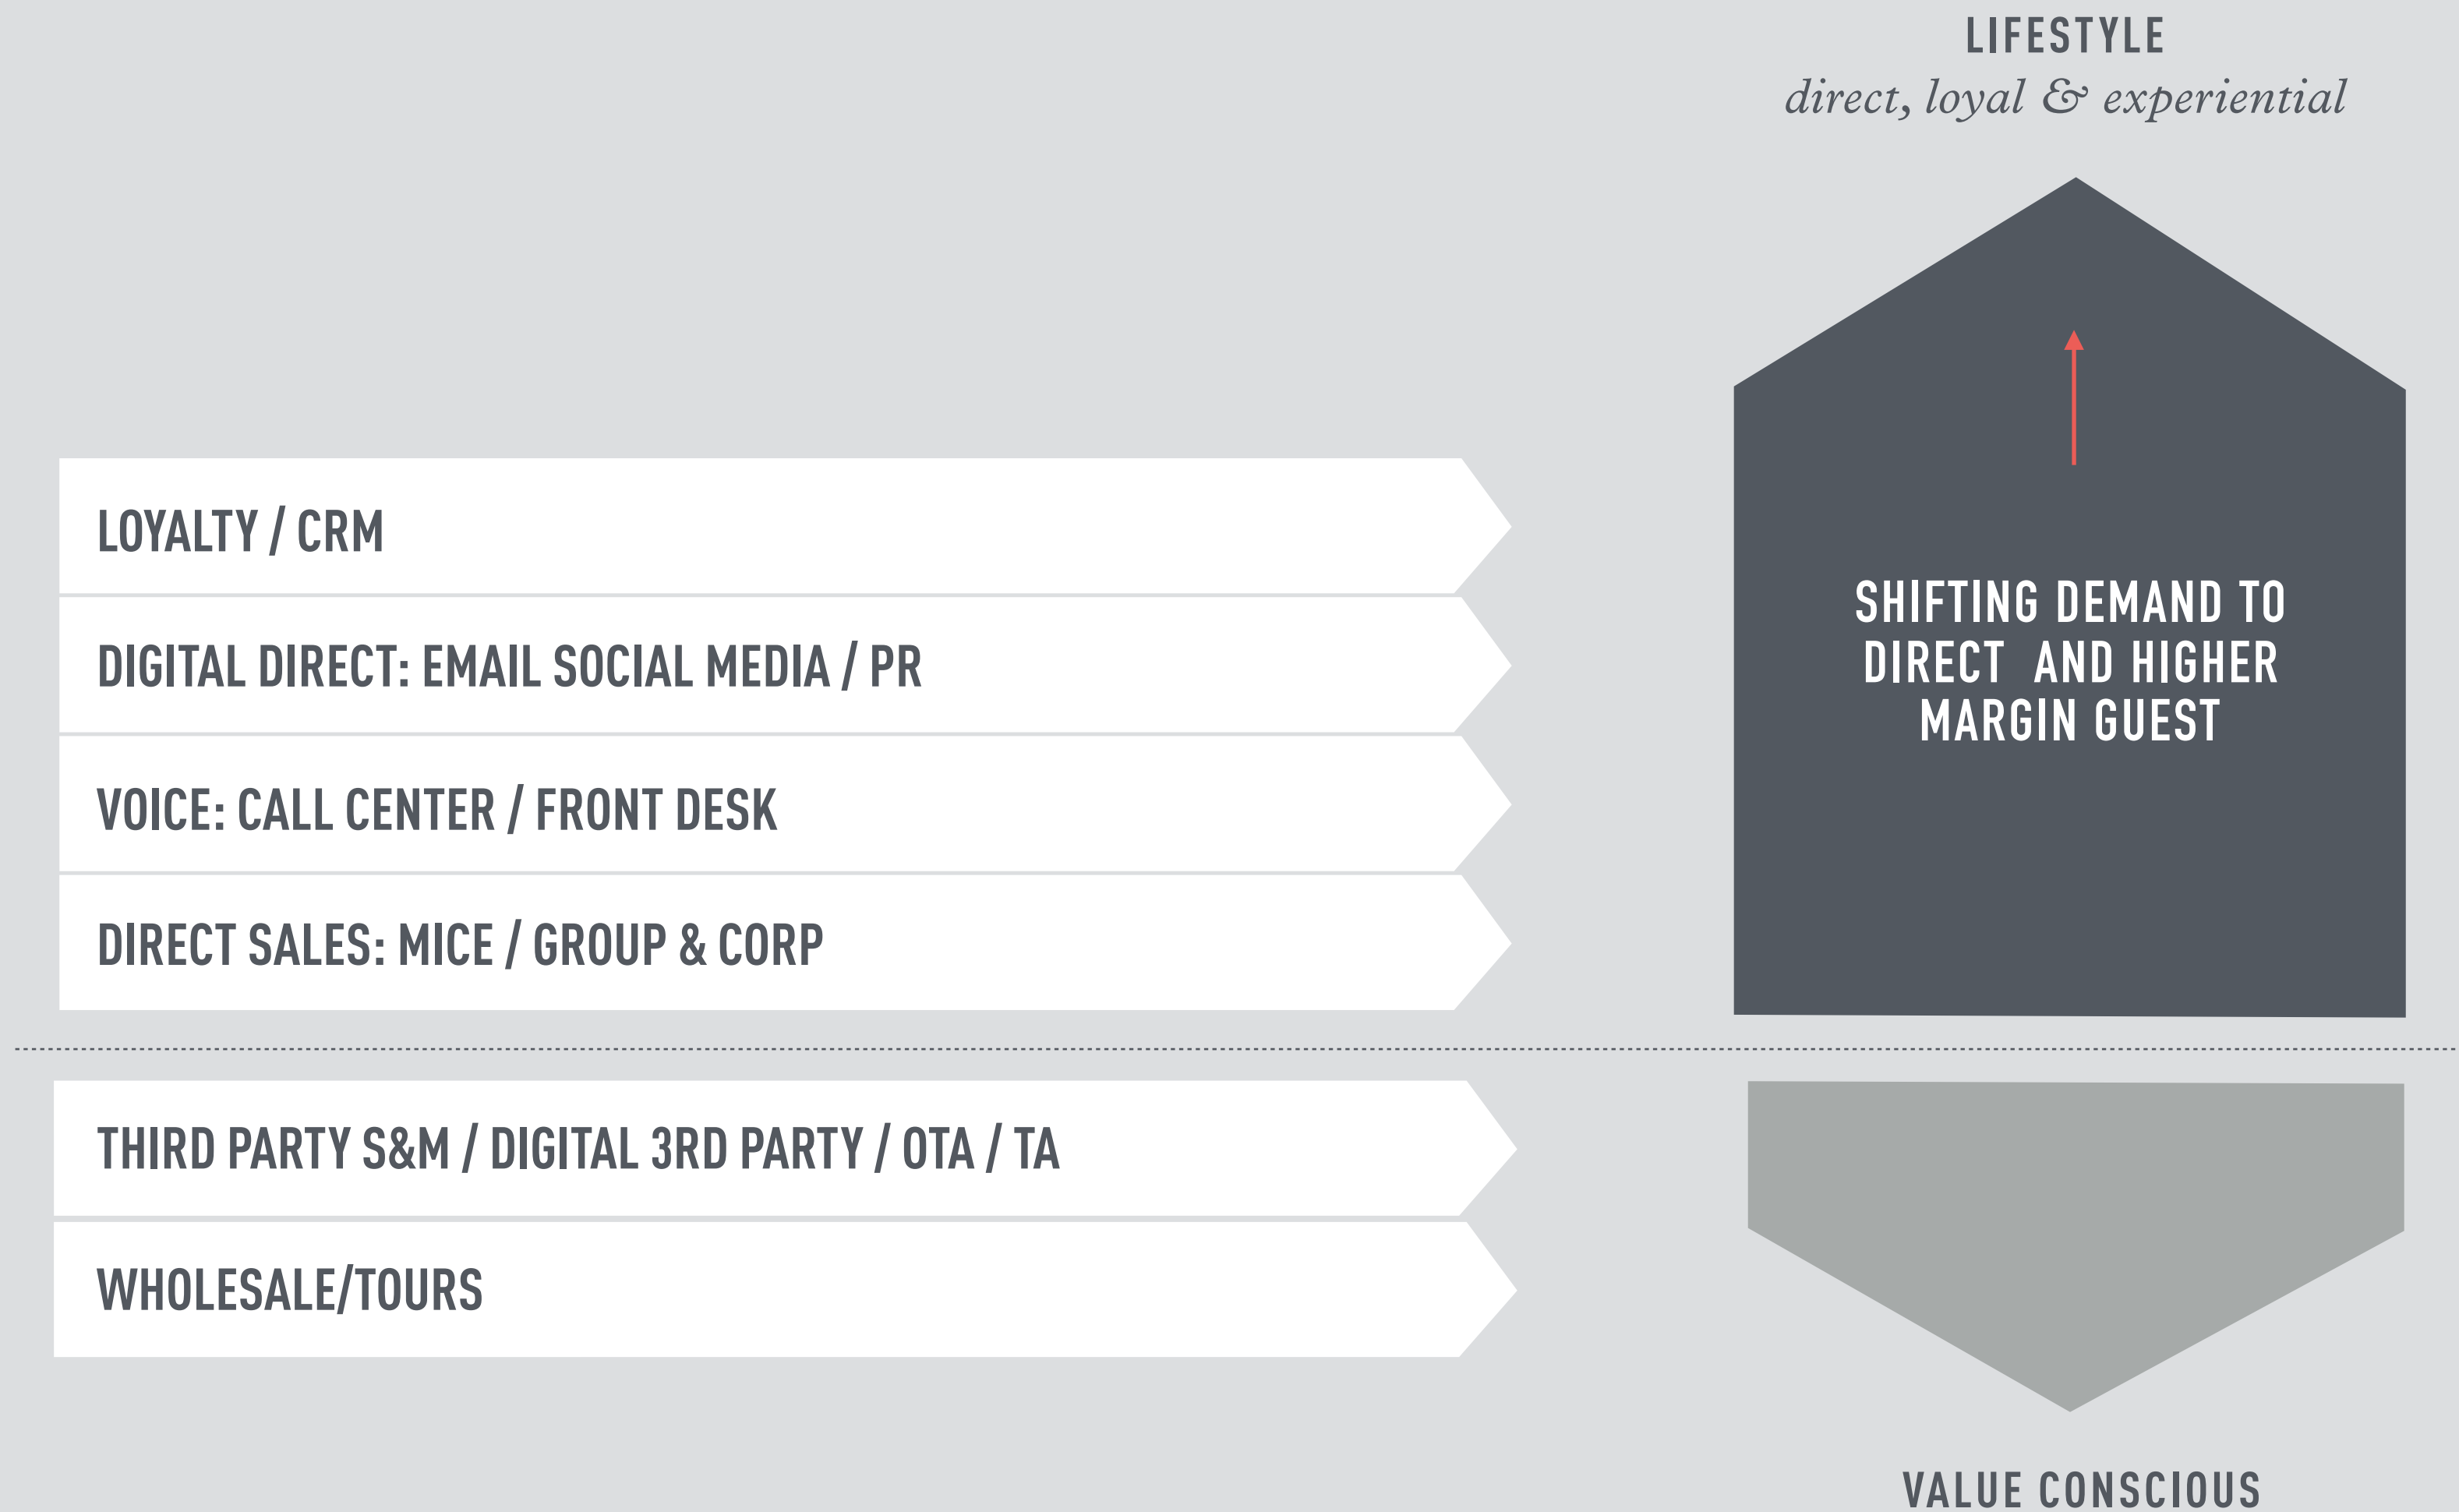 LIFESTYLE
direct, loyal & experiential
LOYALTY / CRM
DIGITAL DIRECT: EMAIL SOCIAL MEDIA / PR
VOICE: CALL CENTER / FRONT DESK
DIRECT SALES: MICE / GROUP & CORP
SHIFTING DEMAND TO
DIRECT AND HIGHER
MARGIN GUEST
THIRD PARTY S&M / DIGITAL 3RD PARTY / OTA / TA
WHOLESALE/TOURS
VALUE CONSCIOUS